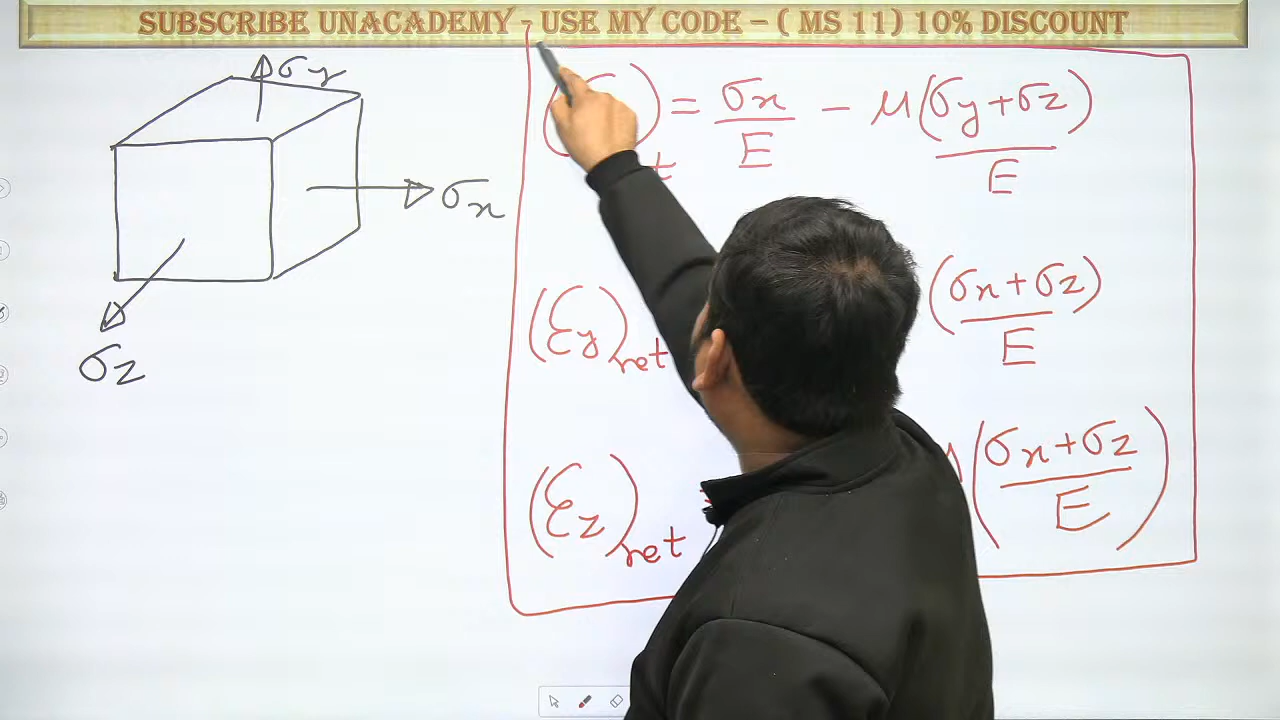 SUBSCRIBE UNACADEMY - USE MY CODE – ( MS 11) 10% DISCOUNT
σy
σx
σz
= σx/E - μ(σy+σz)/E
(εy)net (σx+σz)/E
(εz)net (σx+σz/E)